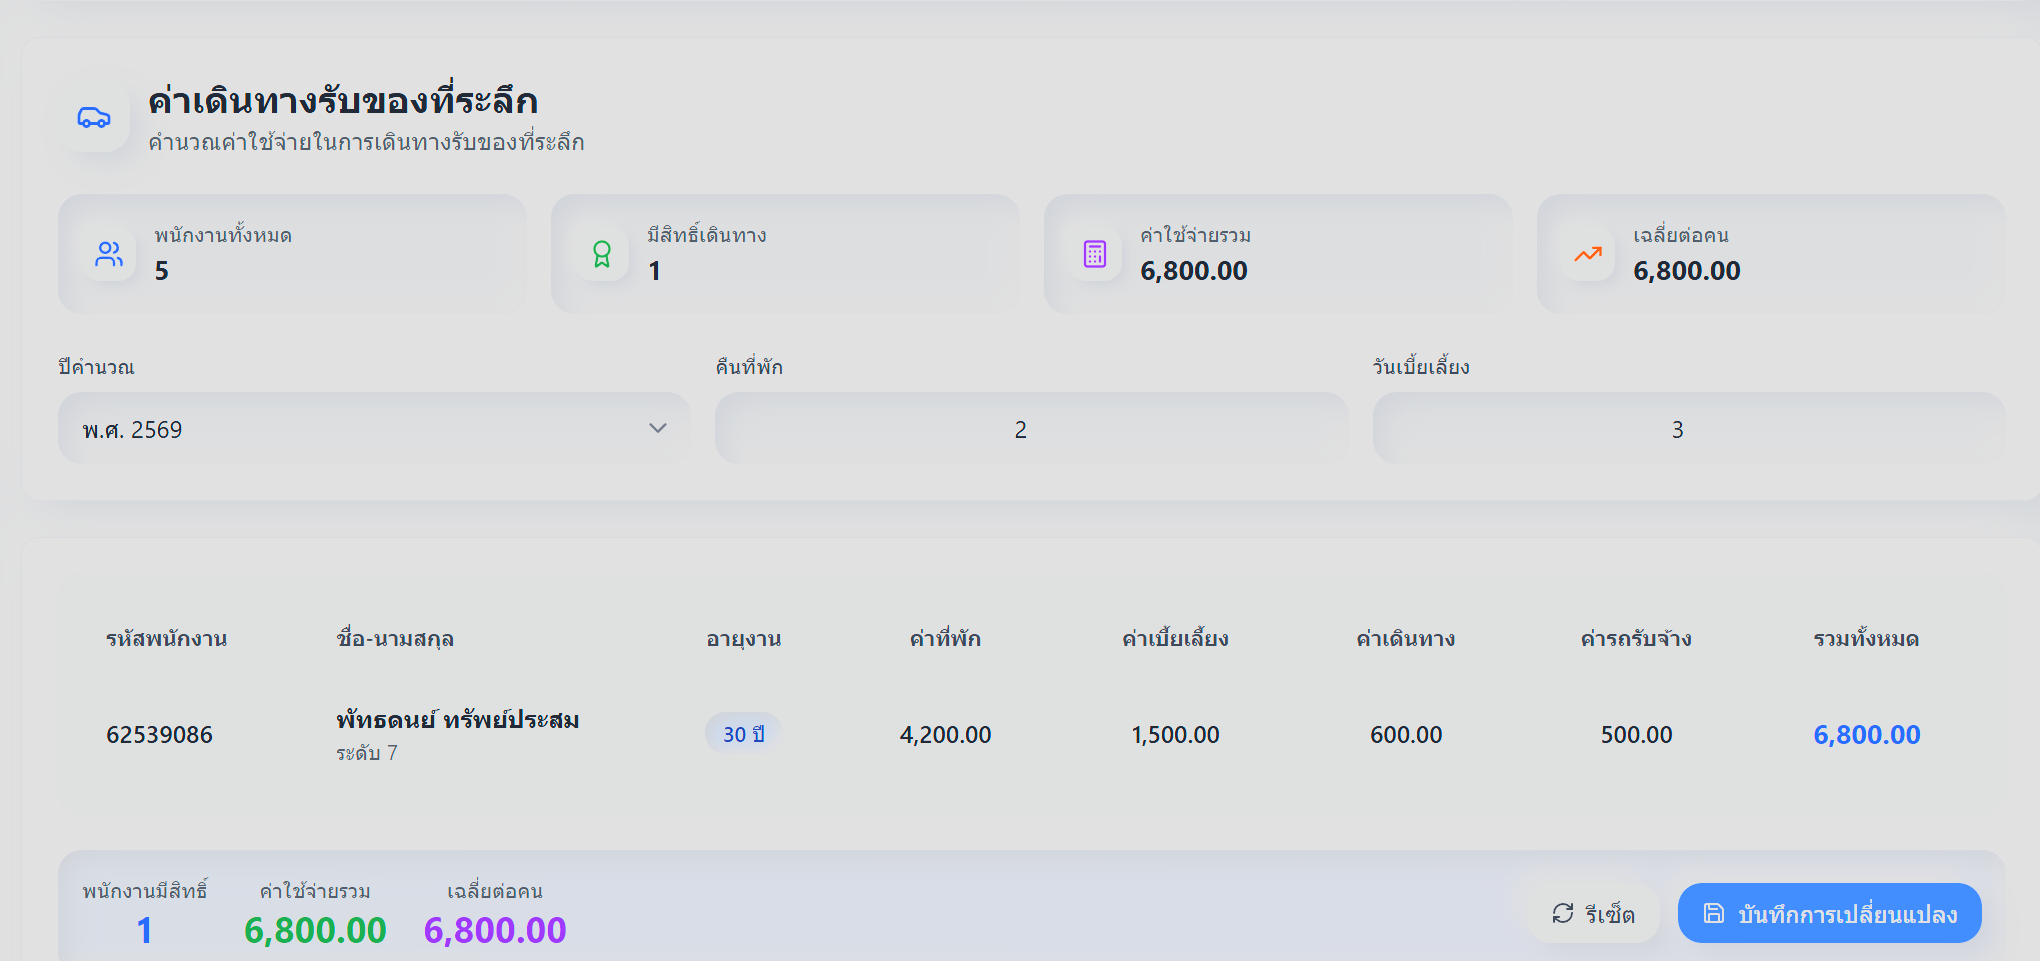 ค่าเดินทางรับของที่ระลึก
คำนวณค่าใช้จ่ายในการเดินทางรับของที่ระลึก
พนักงานทั้งหมด
5
มีสิทธิ์เดินทาง
1
ค่าใช้จ่ายรวม
6,800.00
เฉลี่ยต่อคน
6,800.00
ปีคำนวณ
พ.ศ. 2569
คืนที่พัก
2
วันเบี้ยเลี้ยง
3
รหัสพนักงาน ชื่อ-นามสกุล อายุงาน ค่าที่พัก ค่าเบี้ยเลี้ยง ค่าเดินทาง ค่ารถรับจ้าง รวมทั้งหมด
62539086 พัทธดนย์ ทรัพย์ประสม 30 ปี 4,200.00 1,500.00 600.00 500.00 6,800.00
ระดับ 7
พนักงานมีสิทธิ์
1
ค่าใช้จ่ายรวม
6,800.00
เฉลี่ยต่อคน
6,800.00
รีเซ็ต
บันทึกการเปลี่ยนแปลง